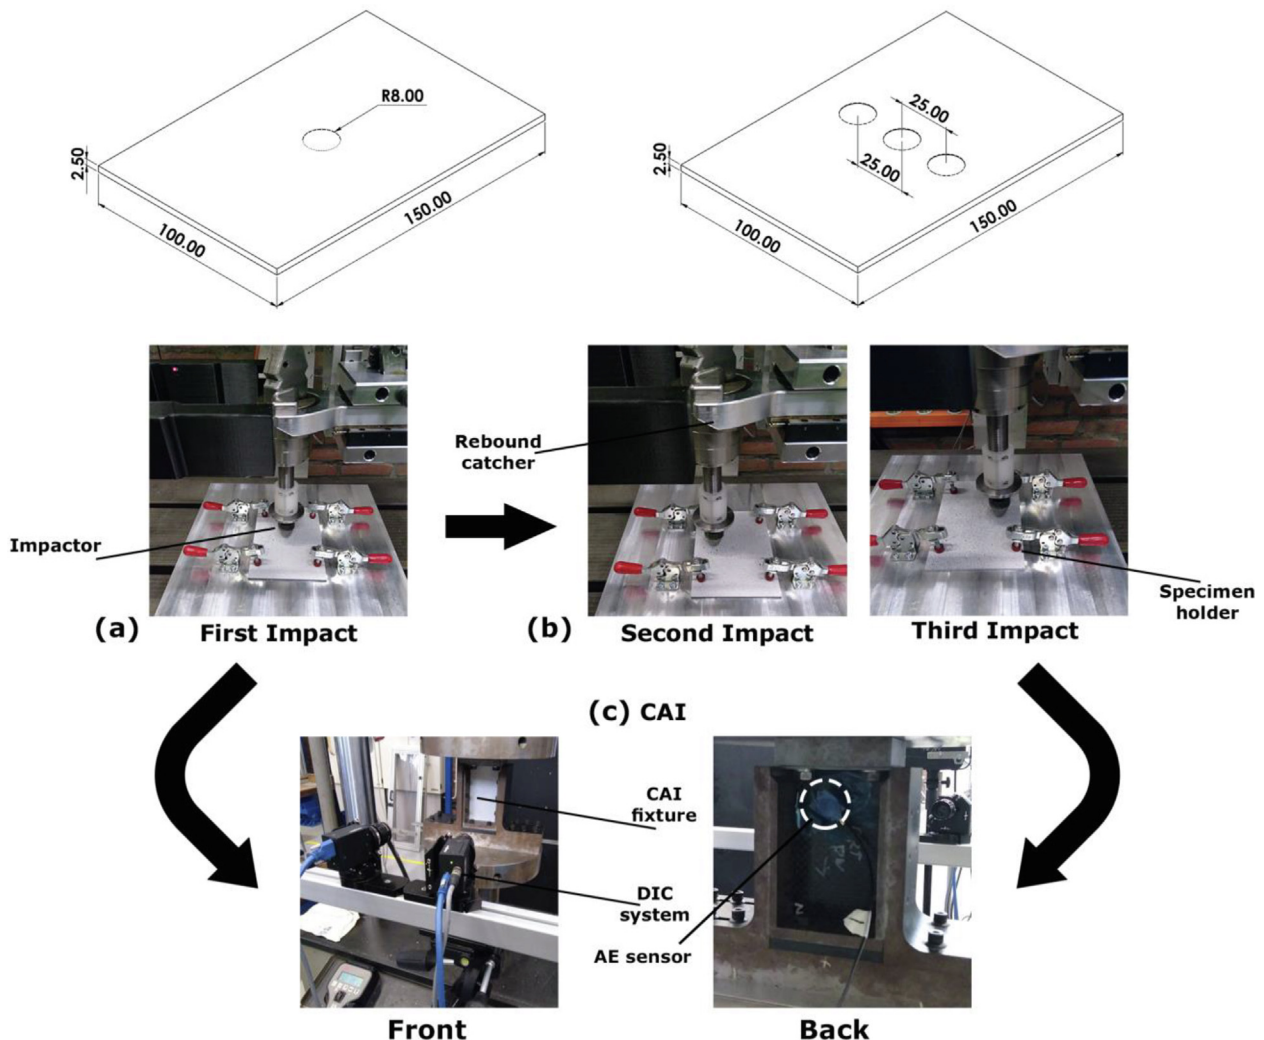 R8.00
2.50
100.00
150.00
25.00
25.00
2.50
100.00
150.00
Rebound
catcher
Impactor
Specimen
holder
(a)
First Impact
(b)
Second Impact
Third Impact
(c) CAI
CAI
fixture
DIC
system
AE sensor
Front
Back